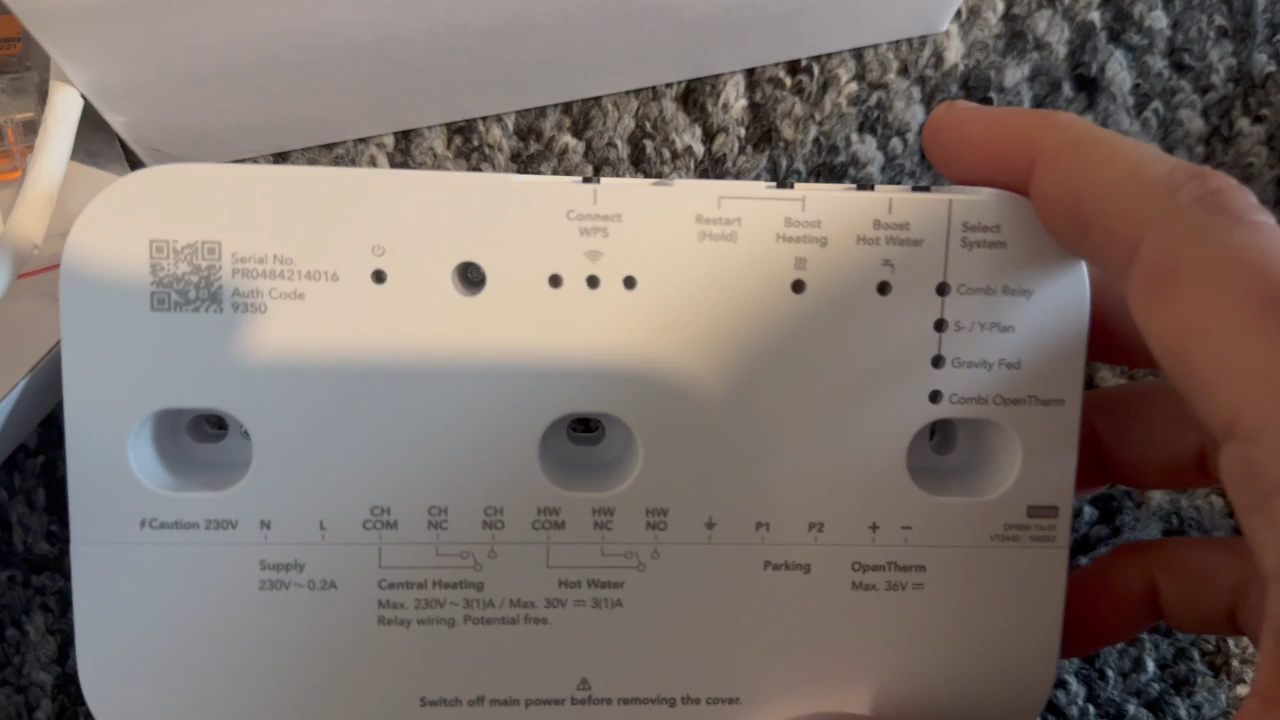 Connect
WPS
Restart
(Hold)
Boost
Heating
Boost
Hot Water
Select
System
Serial No.
PR0484214016
Auth Code
9350
Combi Relay
S- / Y-Plan
Gravity Fed
Combi OpenTherm
Caution 230V
N
L
CH
COM
CH
NC
CH
NO
HW
COM
HW
NC
HW
NO
P1
P2
+
−
Supply
230V~0.2A
Central Heating
Hot Water
Max. 230V~3(1)A / Max. 30V ⎓ 3(1)A
Relay wiring. Potential free.
Parking
OpenTherm
Max. 36V ⎓
Switch off main power before removing the cover.